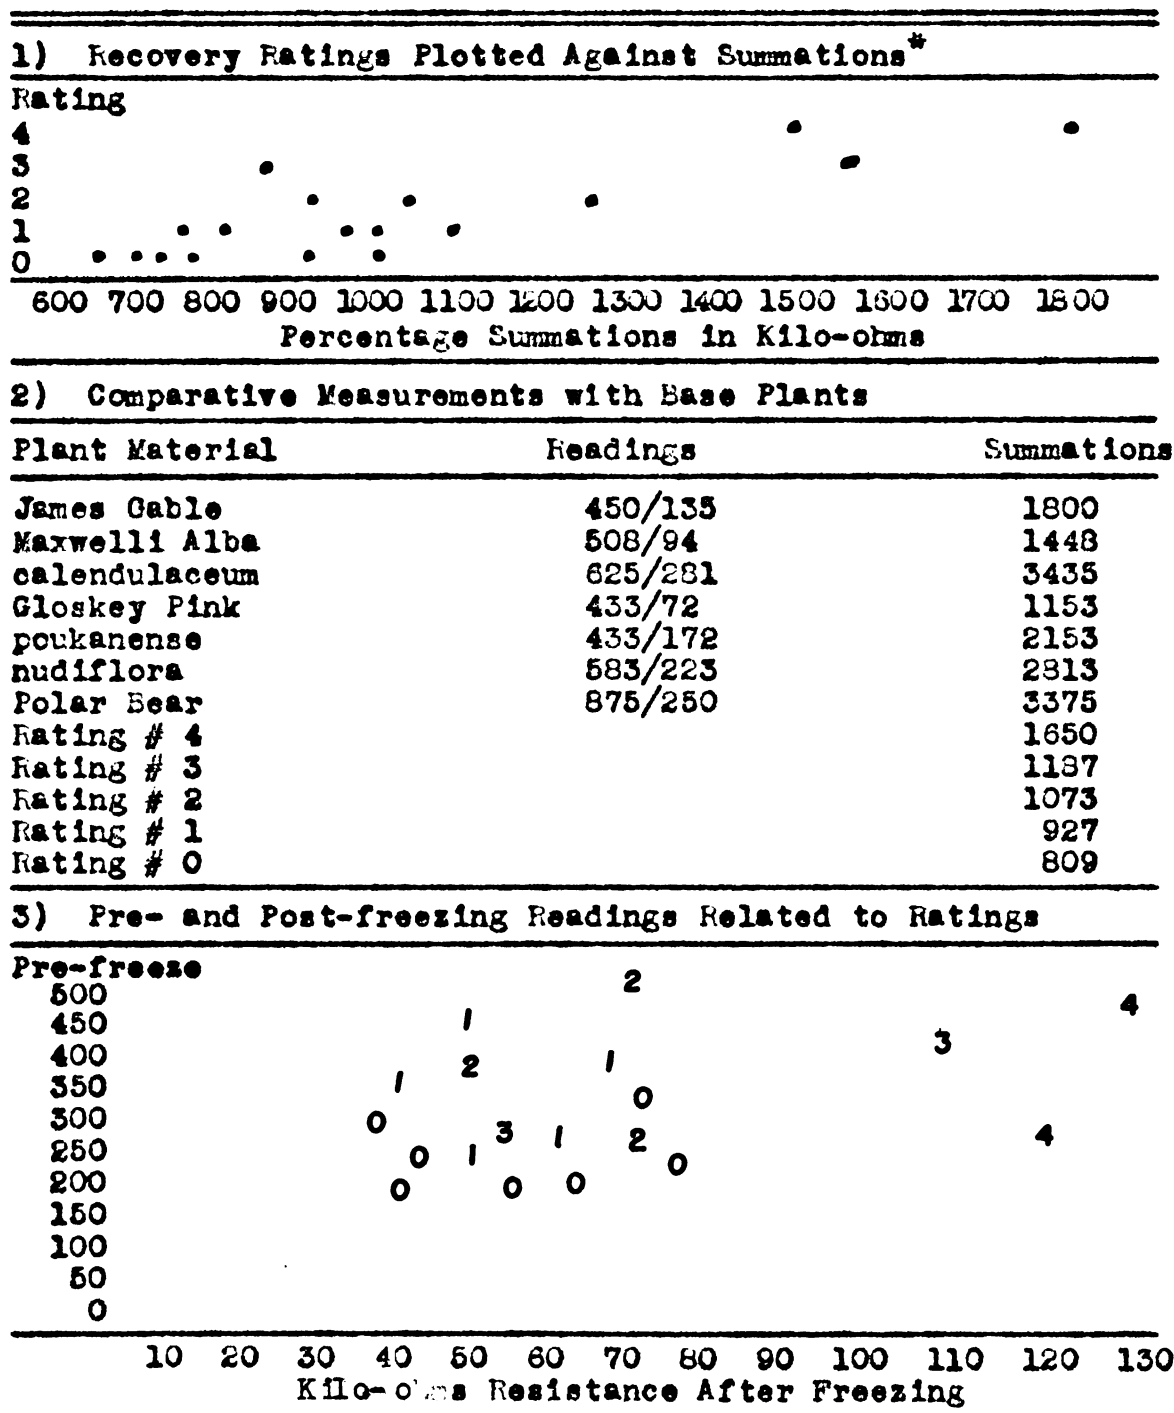 1) Recovery Ratings Plotted Against Summations*
Rating
4
3
2
1
0
600 700 800 900 1000 1100 1200 1300 1400 1500 1600 1700 1800
Percentage Summations in Kilo-ohms
2) Comparative Measurements with Base Plants
Plant Material Readings Summations
James Gable 450/135 1800
Maxwelli Alba 508/94 1448
calendulaceum 625/281 3435
Gloskey Pink 433/72 1153
poukanense 433/172 2153
nudiflora 583/223 2813
Polar Bear 875/250 3375
Rating # 4 1650
Rating # 3 1187
Rating # 2 1073
Rating # 1 927
Rating # 0 809
3) Pre- and Post-freezing Readings Related to Ratings
Pre-freeze
500 2 4
450 1 3
400 2 1
350 1 0
300 0 3 1 2 4
250 0 1 0
200 0 0 0
150
100
50
0
10 20 30 40 50 60 70 80 90 100 110 120 130
Kilo-ohms Resistance After Freezing